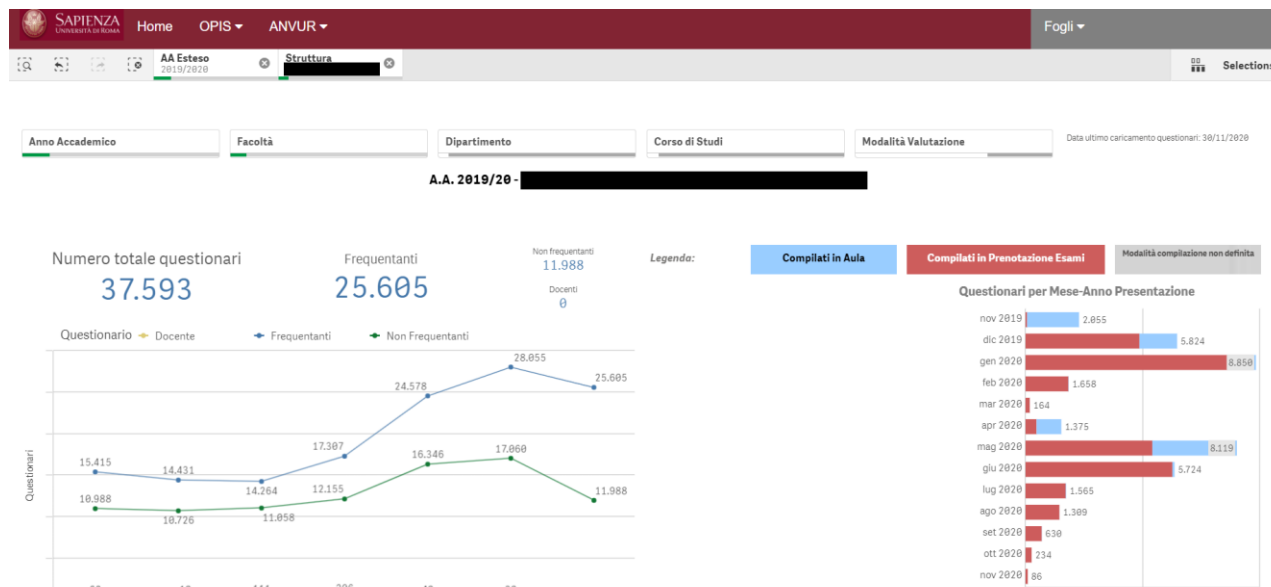 SAPIENZA
UNIVERSITÀ DI ROMA
Home OPIS ANVUR Fogli
AA Esteso
2019/2020
Struttura
Selections
Anno Accademico
Facoltà
Dipartimento
Corso di Studi
Modalità Valutazione
Data ultimo caricamento questionari: 30/11/2020
A.A. 2019/20 -
Numero totale questionari
37.593
Frequentanti
25.605
Non frequentanti
11.988
Docenti
0
Legenda:
Compilati in Aula
Compilati in Prenotazione Esami
Modalità compilazione non definita
Questionario Docente Frequentanti Non Frequentanti
Questionari
15.415
14.431
14.264
17.307
24.578
28.055
25.605
10.988
10.726
11.058
12.155
16.346
17.060
11.988
Questionari per Mese-Anno Presentazione
nov 2019 2.055
dic 2019 5.824
gen 2020 8.850
feb 2020 1.658
mar 2020 164
apr 2020 1.375
mag 2020 8.119
giu 2020 5.724
lug 2020 1.565
ago 2020 1.309
set 2020 630
ott 2020 234
nov 2020 86